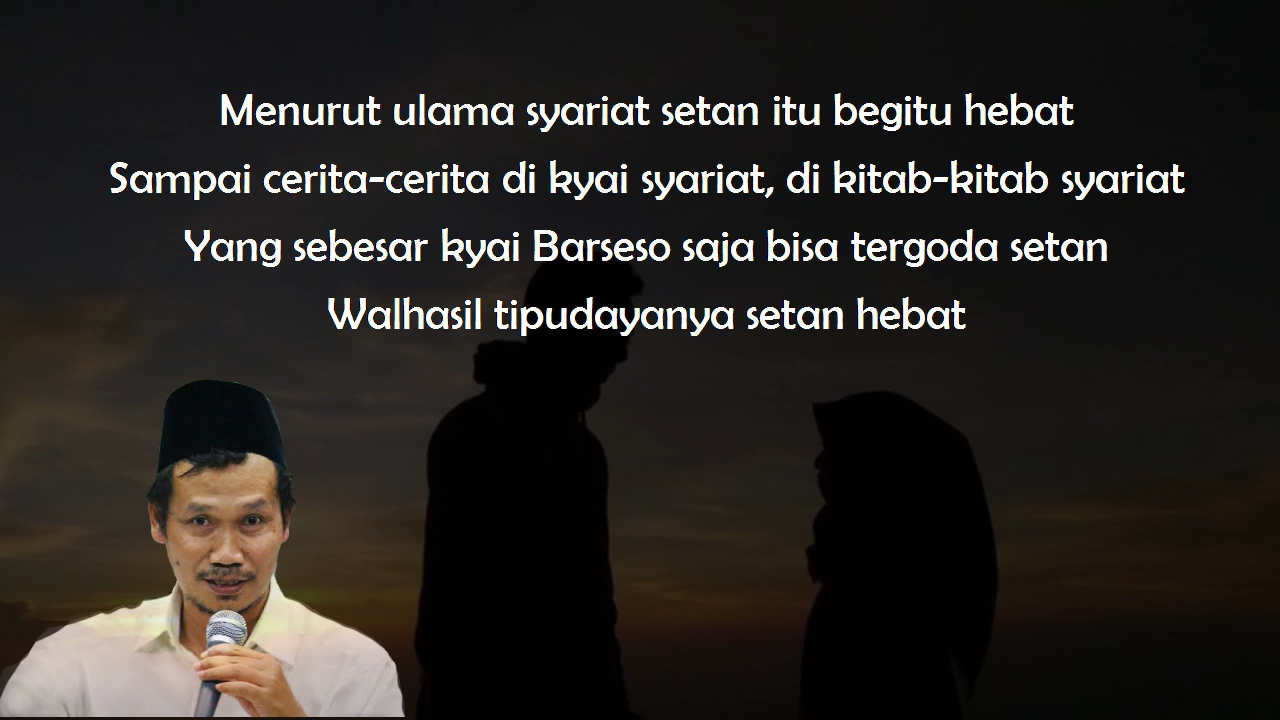 Menurut ulama syariat setan itu begitu hebat
Sampai cerita-cerita di kyai syariat, di kitab-kitab syariat
Yang sebesar kyai Barseso saja bisa tergoda setan
Walhasil tipudayanya setan hebat